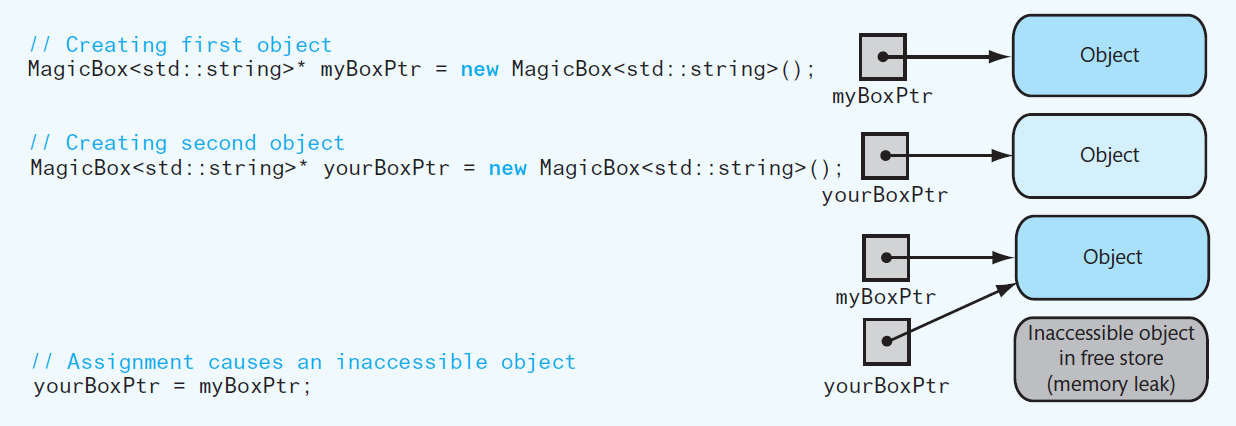 // Creating first object
MagicBox<std::string>* myBoxPtr = new MagicBox<std::string>();
myBoxPtr
Object
// Creating second object
MagicBox<std::string>* yourBoxPtr = new MagicBox<std::string>();
yourBoxPtr
Object
myBoxPtr
Object
// Assignment causes an inaccessible object
yourBoxPtr = myBoxPtr;
yourBoxPtr
Inaccessible object
in free store
(memory leak)